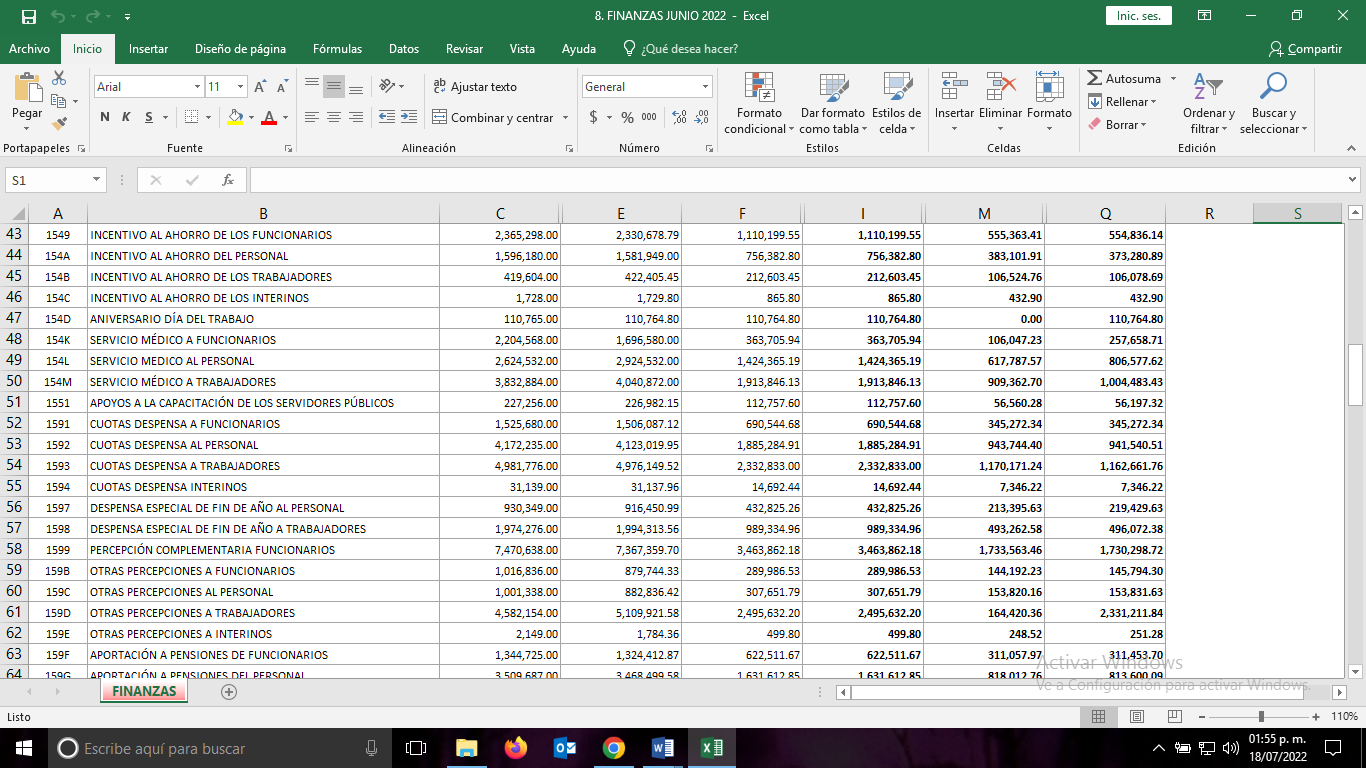 8. FINANZAS JUNIO 2022 - Excel Inic. ses.
Archivo Inicio Insertar Diseño de página Fórmulas Datos Revisar Vista Ayuda ¿Qué desea hacer? Compartir
Pegar Arial 11 A A ab Ajustar texto General Formato condicional Dar formato como tabla Estilos de celda Insertar Eliminar Formato Autosuma Rellenar Borrar Ordenar y filtrar Buscar y seleccionar
N K S A Combinar y centrar $ % 000
Portapapeles Fuente Alineación Número Estilos Celdas Edición
S1 fx
A B C E F I M Q R S
43 1549 INCENTIVO AL AHORRO DE LOS FUNCIONARIOS 2,365,298.00 2,330,678.79 1,110,199.55 1,110,199.55 555,363.41 554,836.14
44 154A INCENTIVO AL AHORRO DEL PERSONAL 1,596,180.00 1,581,949.00 756,382.80 756,382.80 383,101.91 373,280.89
45 154B INCENTIVO AL AHORRO DE LOS TRABAJADORES 419,604.00 422,405.45 212,603.45 212,603.45 106,524.76 106,078.69
46 154C INCENTIVO AL AHORRO DE LOS INTERINOS 1,728.00 1,729.80 865.80 865.80 432.90 432.90
47 154D ANIVERSARIO DÍA DEL TRABAJO 110,765.00 110,764.80 110,764.80 110,764.80 0.00 110,764.80
48 154K SERVICIO MÉDICO A FUNCIONARIOS 2,204,568.00 1,696,580.00 363,705.94 363,705.94 106,047.23 257,658.71
49 154L SERVICIO MEDICO AL PERSONAL 2,624,532.00 2,924,532.00 1,424,365.19 1,424,365.19 617,787.57 806,577.62
50 154M SERVICIO MÉDICO A TRABAJADORES 3,832,884.00 4,040,872.00 1,913,846.13 1,913,846.13 909,362.70 1,004,483.43
51 1551 APOYOS A LA CAPACITACIÓN DE LOS SERVIDORES PÚBLICOS 227,256.00 226,982.15 112,757.60 112,757.60 56,560.28 56,197.32
52 1591 CUOTAS DESPENSA A FUNCIONARIOS 1,525,680.00 1,506,087.12 690,544.68 690,544.68 345,272.34 345,272.34
53 1592 CUOTAS DESPENSA AL PERSONAL 4,172,235.00 4,123,019.95 1,885,284.91 1,885,284.91 943,744.40 941,540.51
54 1593 CUOTAS DESPENSA A TRABAJADORES 4,981,776.00 4,976,149.52 2,332,833.00 2,332,833.00 1,170,171.24 1,162,661.76
55 1594 CUOTAS DESPENSA INTERINOS 31,139.00 31,137.96 14,692.44 14,692.44 7,346.22 7,346.22
56 1597 DESPENSA ESPECIAL DE FIN DE AÑO AL PERSONAL 930,349.00 916,450.99 432,825.26 432,825.26 213,395.63 219,429.63
57 1598 DESPENSA ESPECIAL DE FIN DE AÑO A TRABAJADORES 1,974,276.00 1,994,313.56 989,334.96 989,334.96 493,262.58 496,072.38
58 1599 PERCEPCIÓN COMPLEMENTARIA FUNCIONARIOS 7,470,638.00 7,367,359.70 3,463,862.18 3,463,862.18 1,733,563.46 1,730,298.72
59 159B OTRAS PERCEPCIONES A FUNCIONARIOS 1,016,836.00 879,744.33 289,986.53 289,986.53 144,192.23 145,794.30
60 159C OTRAS PERCEPCIONES AL PERSONAL 1,001,338.00 882,836.42 307,651.79 307,651.79 153,820.16 153,831.63
61 159D OTRAS PERCEPCIONES A TRABAJADORES 4,582,154.00 5,109,921.58 2,495,632.20 2,495,632.20 164,420.36 2,331,211.84
62 159E OTRAS PERCEPCIONES A INTERINOS 2,149.00 1,784.36 499.80 499.80 248.52 251.28
63 159F APORTACIÓN A PENSIONES DE FUNCIONARIOS 1,344,725.00 1,324,412.87 622,511.67 622,511.67 311,057.97 311,453.70
64 159G APORTACIÓN A PENSIONES DEL PERSONAL 3,509,687.00 3,468,499.58 1,631,612.85 1,631,612.85 818,012.76 813,600.09
Activar Windows
Ve a Configuración para activar Windows.
FINANZAS
Listo 110%
Escribe aquí para buscar 01:55 p. m.
18/07/2022